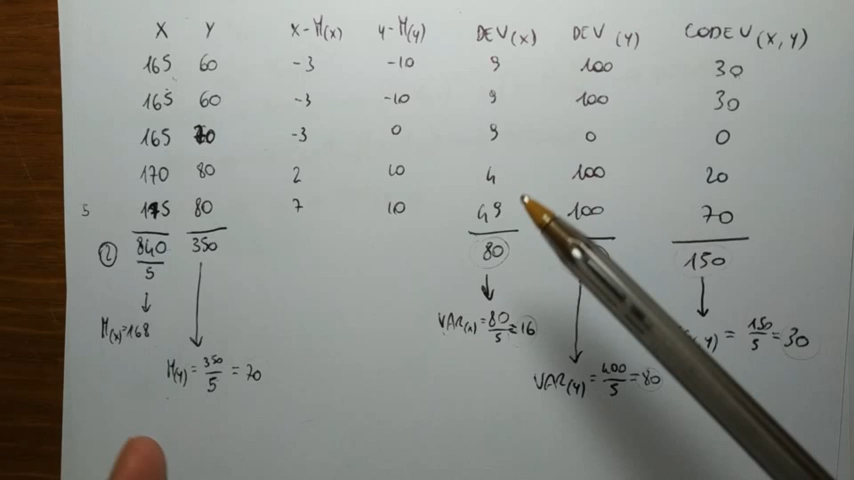 X Y X-M(X) Y-M(Y) DEV(X) DEV(Y) CODEV(X,Y)
165 60 -3 -10 9 100 30
165 60 -3 -10 9 100 30
165 70 -3 0 9 0 0
170 80 2 10 4 100 20
5 175 80 7 10 49 100 70
2 840/5 350 80 150
M(X)=168
VAR(X)=80/5=16
,Y) = 150/5=30
M(Y)=350/5=70
VAR(Y)=400/5=80